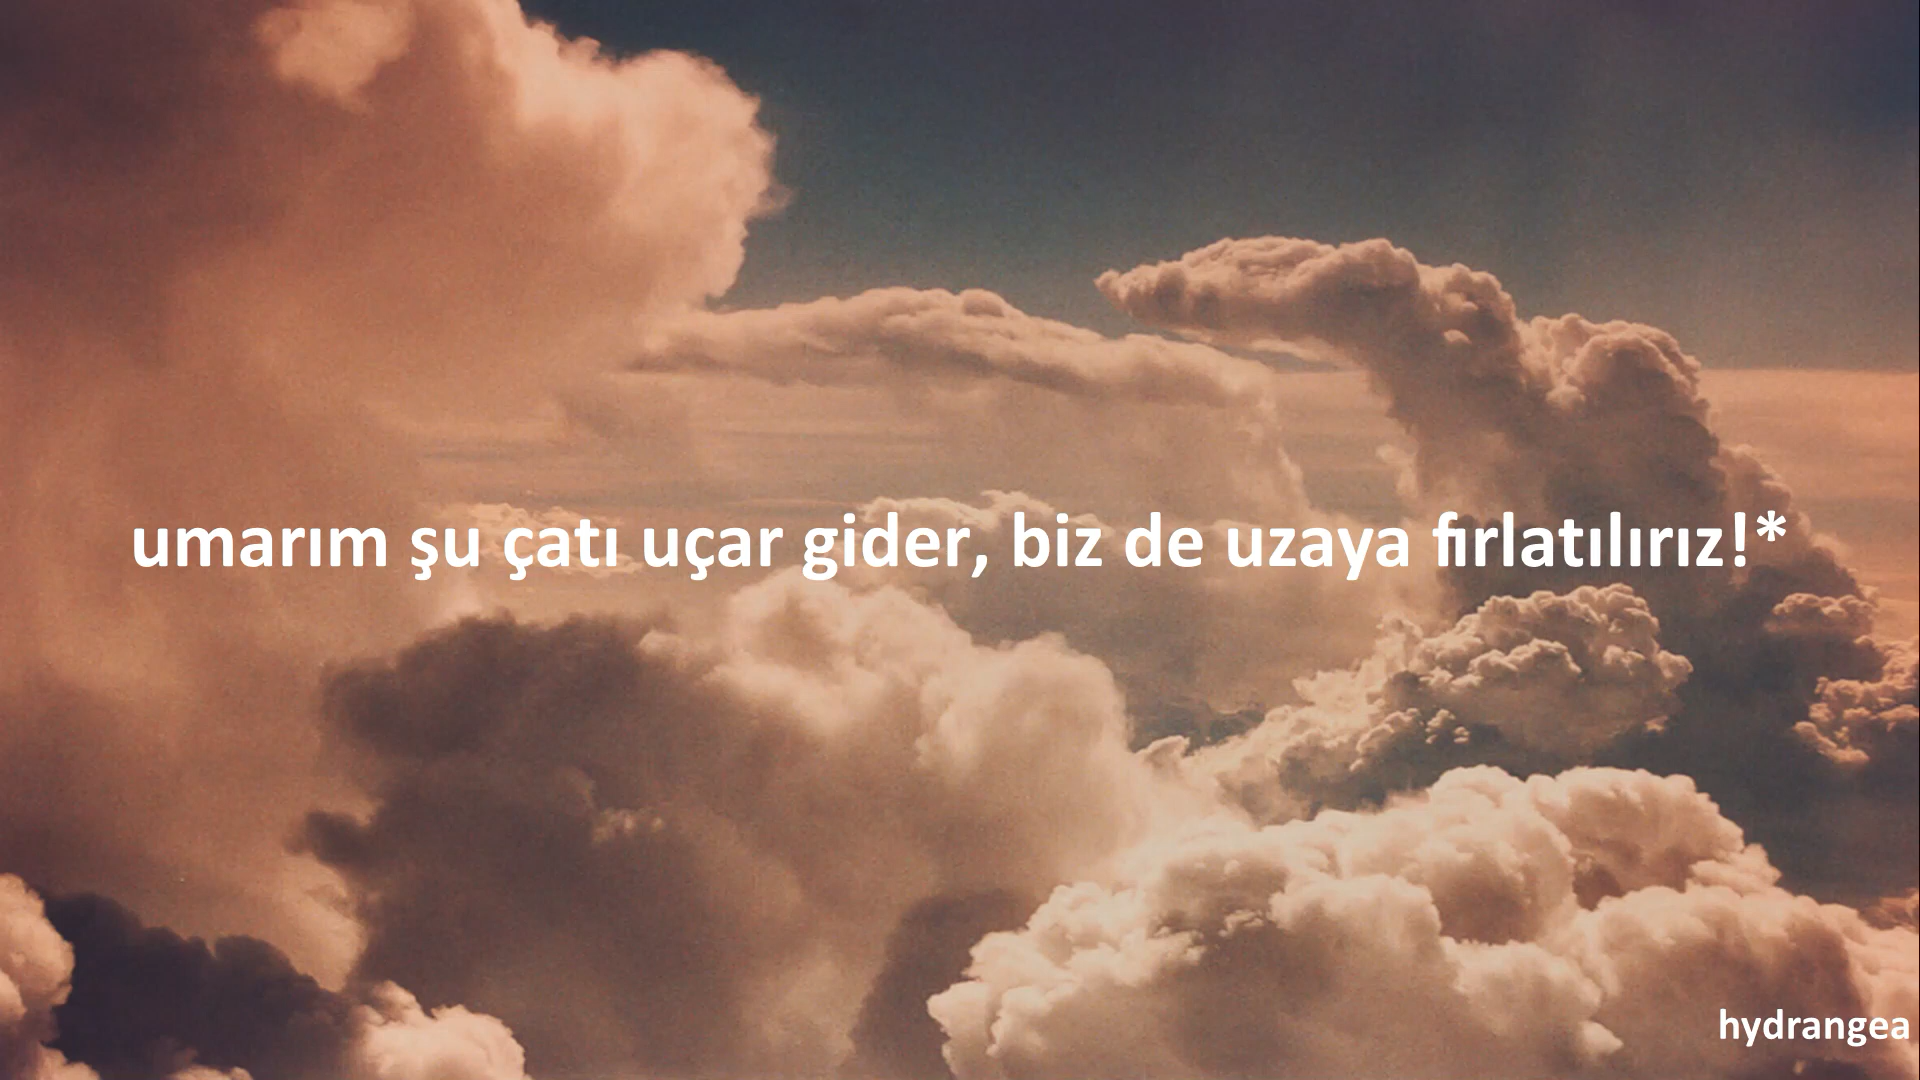 umarım şu çatı uçar gider, biz de uzaya fırlatılırız!*
hydrangea